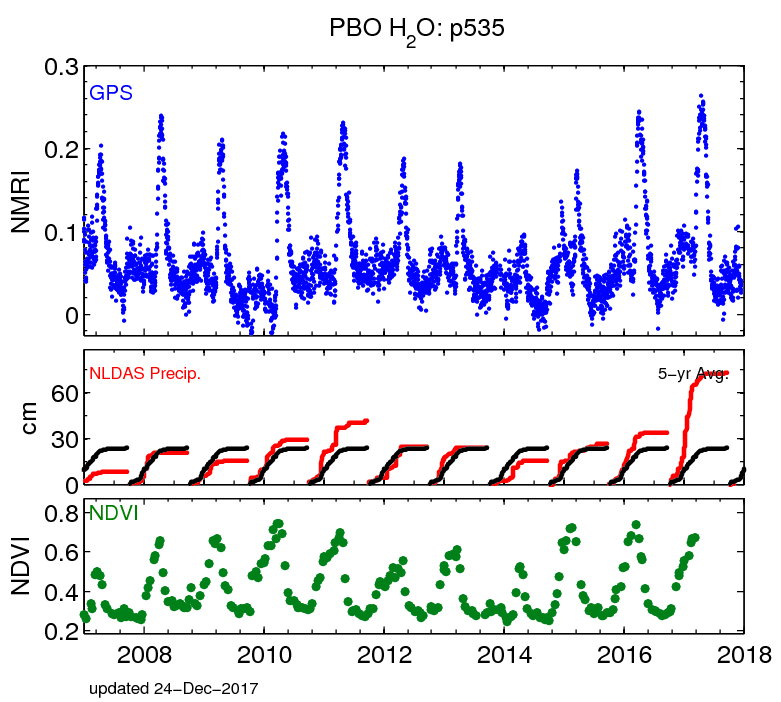 PBO H2O: p535
0.3
GPS
0.2
NMRI
0.1
0
NLDAS Precip.
5−yr Avg.
60
cm
30
0
0.8
NDVI
0.6
NDVI
0.4
0.2
2008 2010 2012 2014 2016 2018
updated 24−Dec−2017